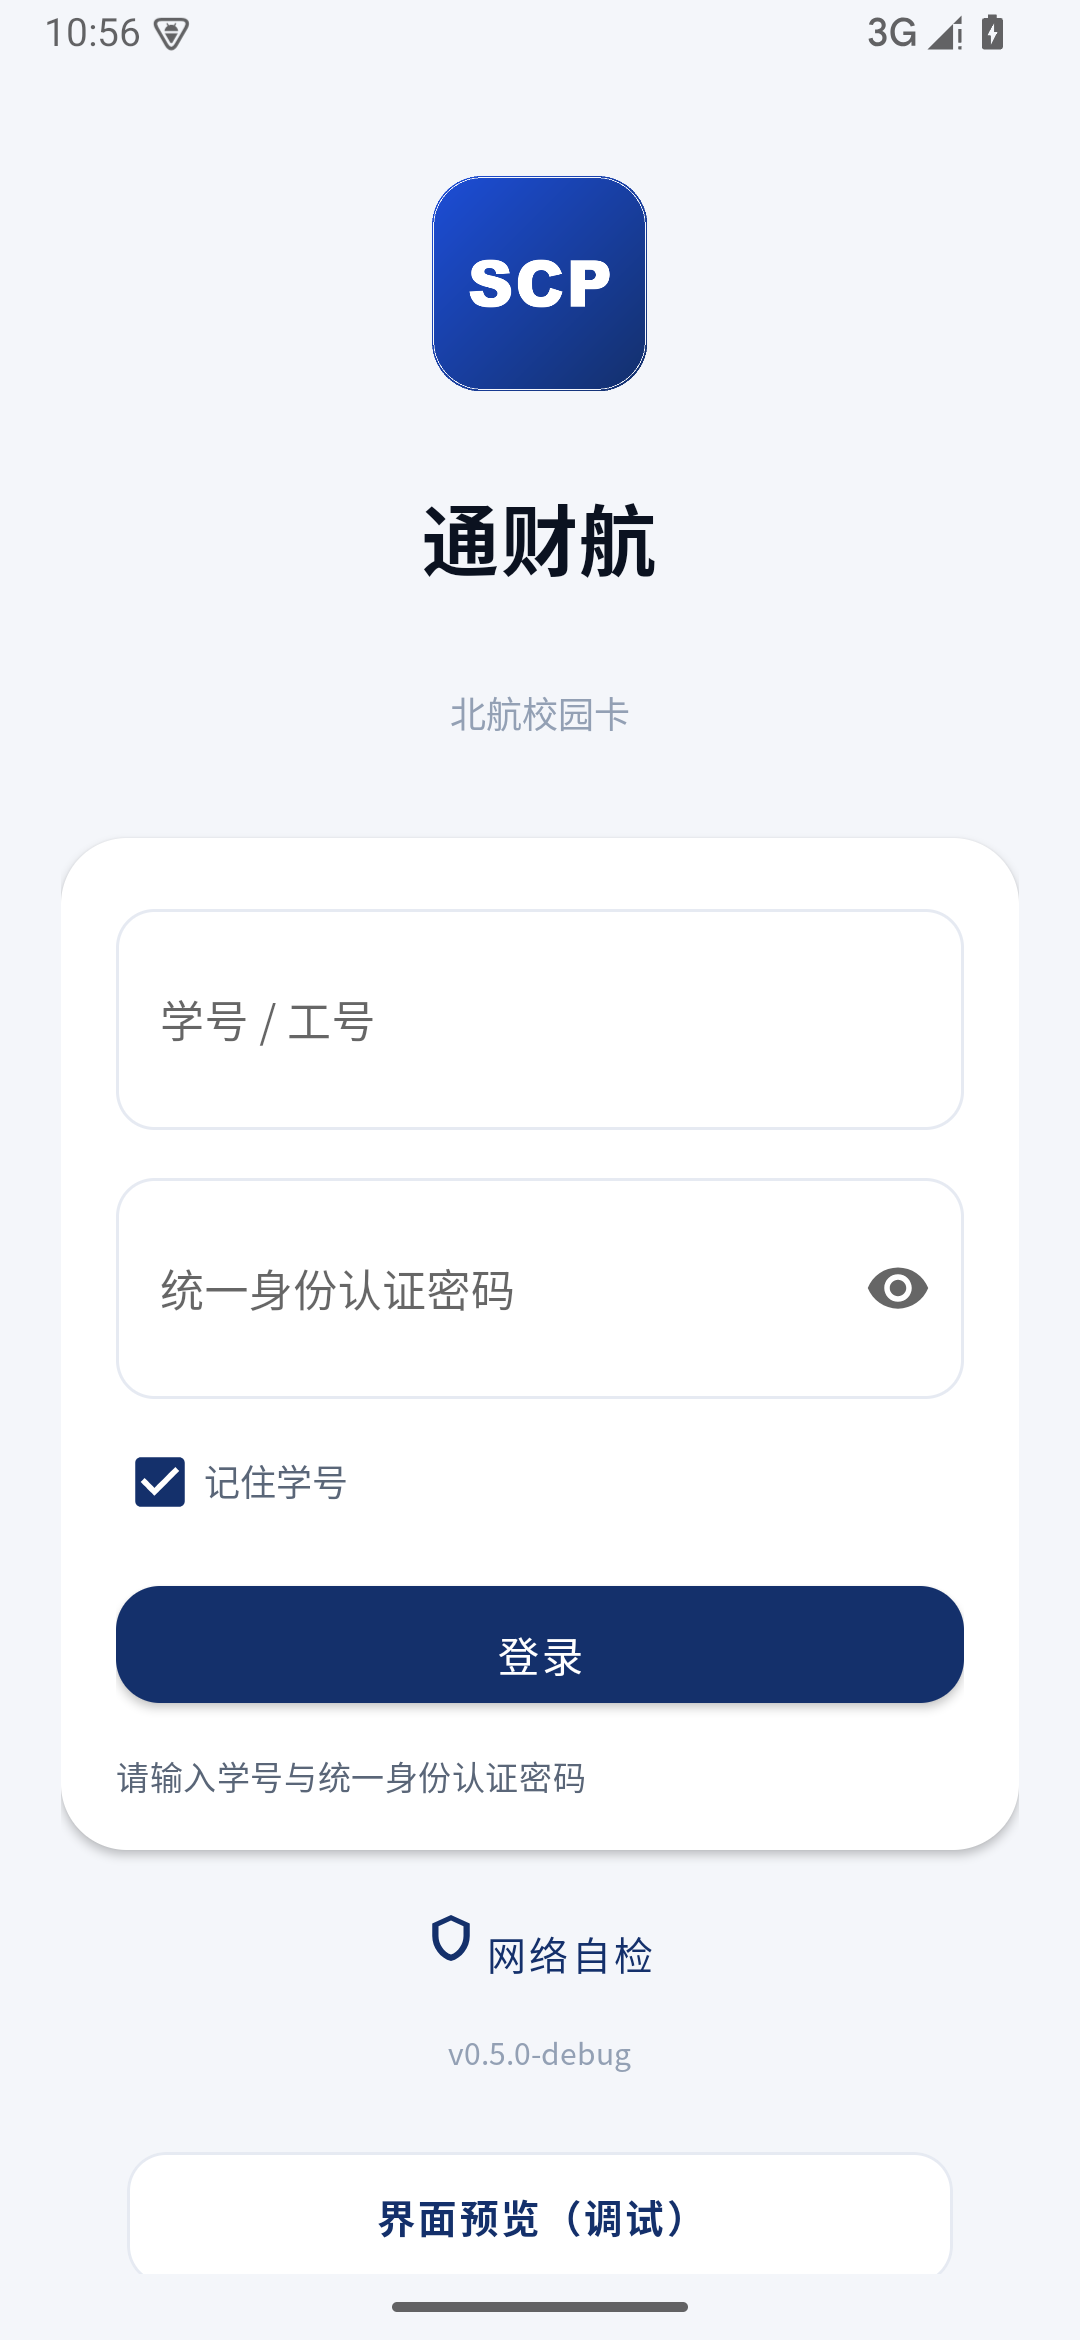 10:56
3G
SCP
通财航
北航校园卡
学号 / 工号
统一身份认证密码
记住学号
登录
请输入学号与统一身份认证密码
网络自检
v0.5.0-debug
界面预览（调试）